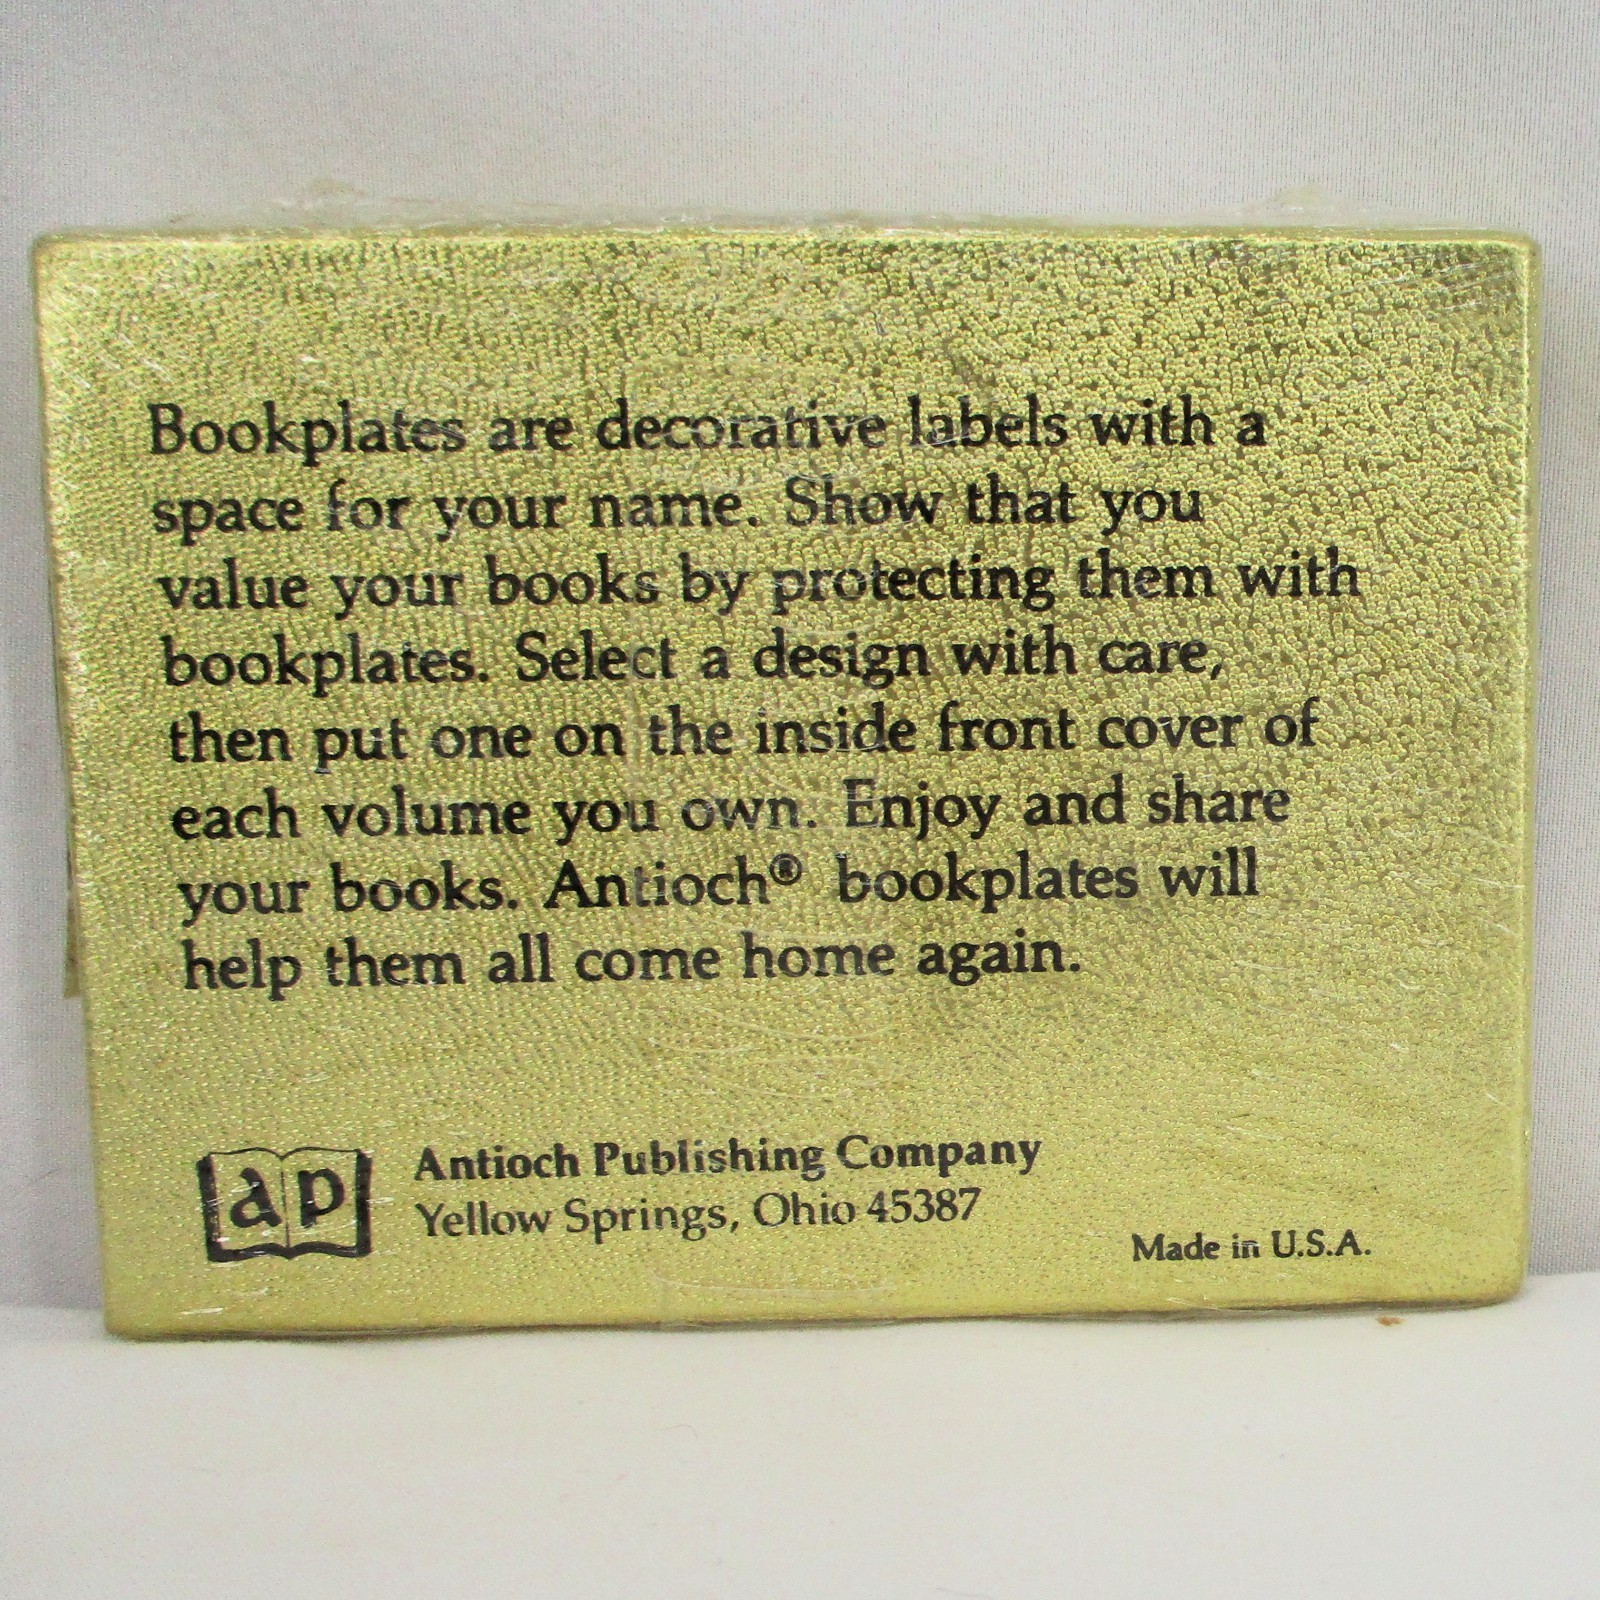 Bookplates are decorative labels with a
space for your name. Show that you
value your books by protecting them with
bookplates. Select a design with care,
then put one on the inside front cover of
each volume you own. Enjoy and share
your books. Antioch® bookplates will
help them all come home again.
ap
Antioch Publishing Company
Yellow Springs, Ohio 45387
Made in U.S.A.